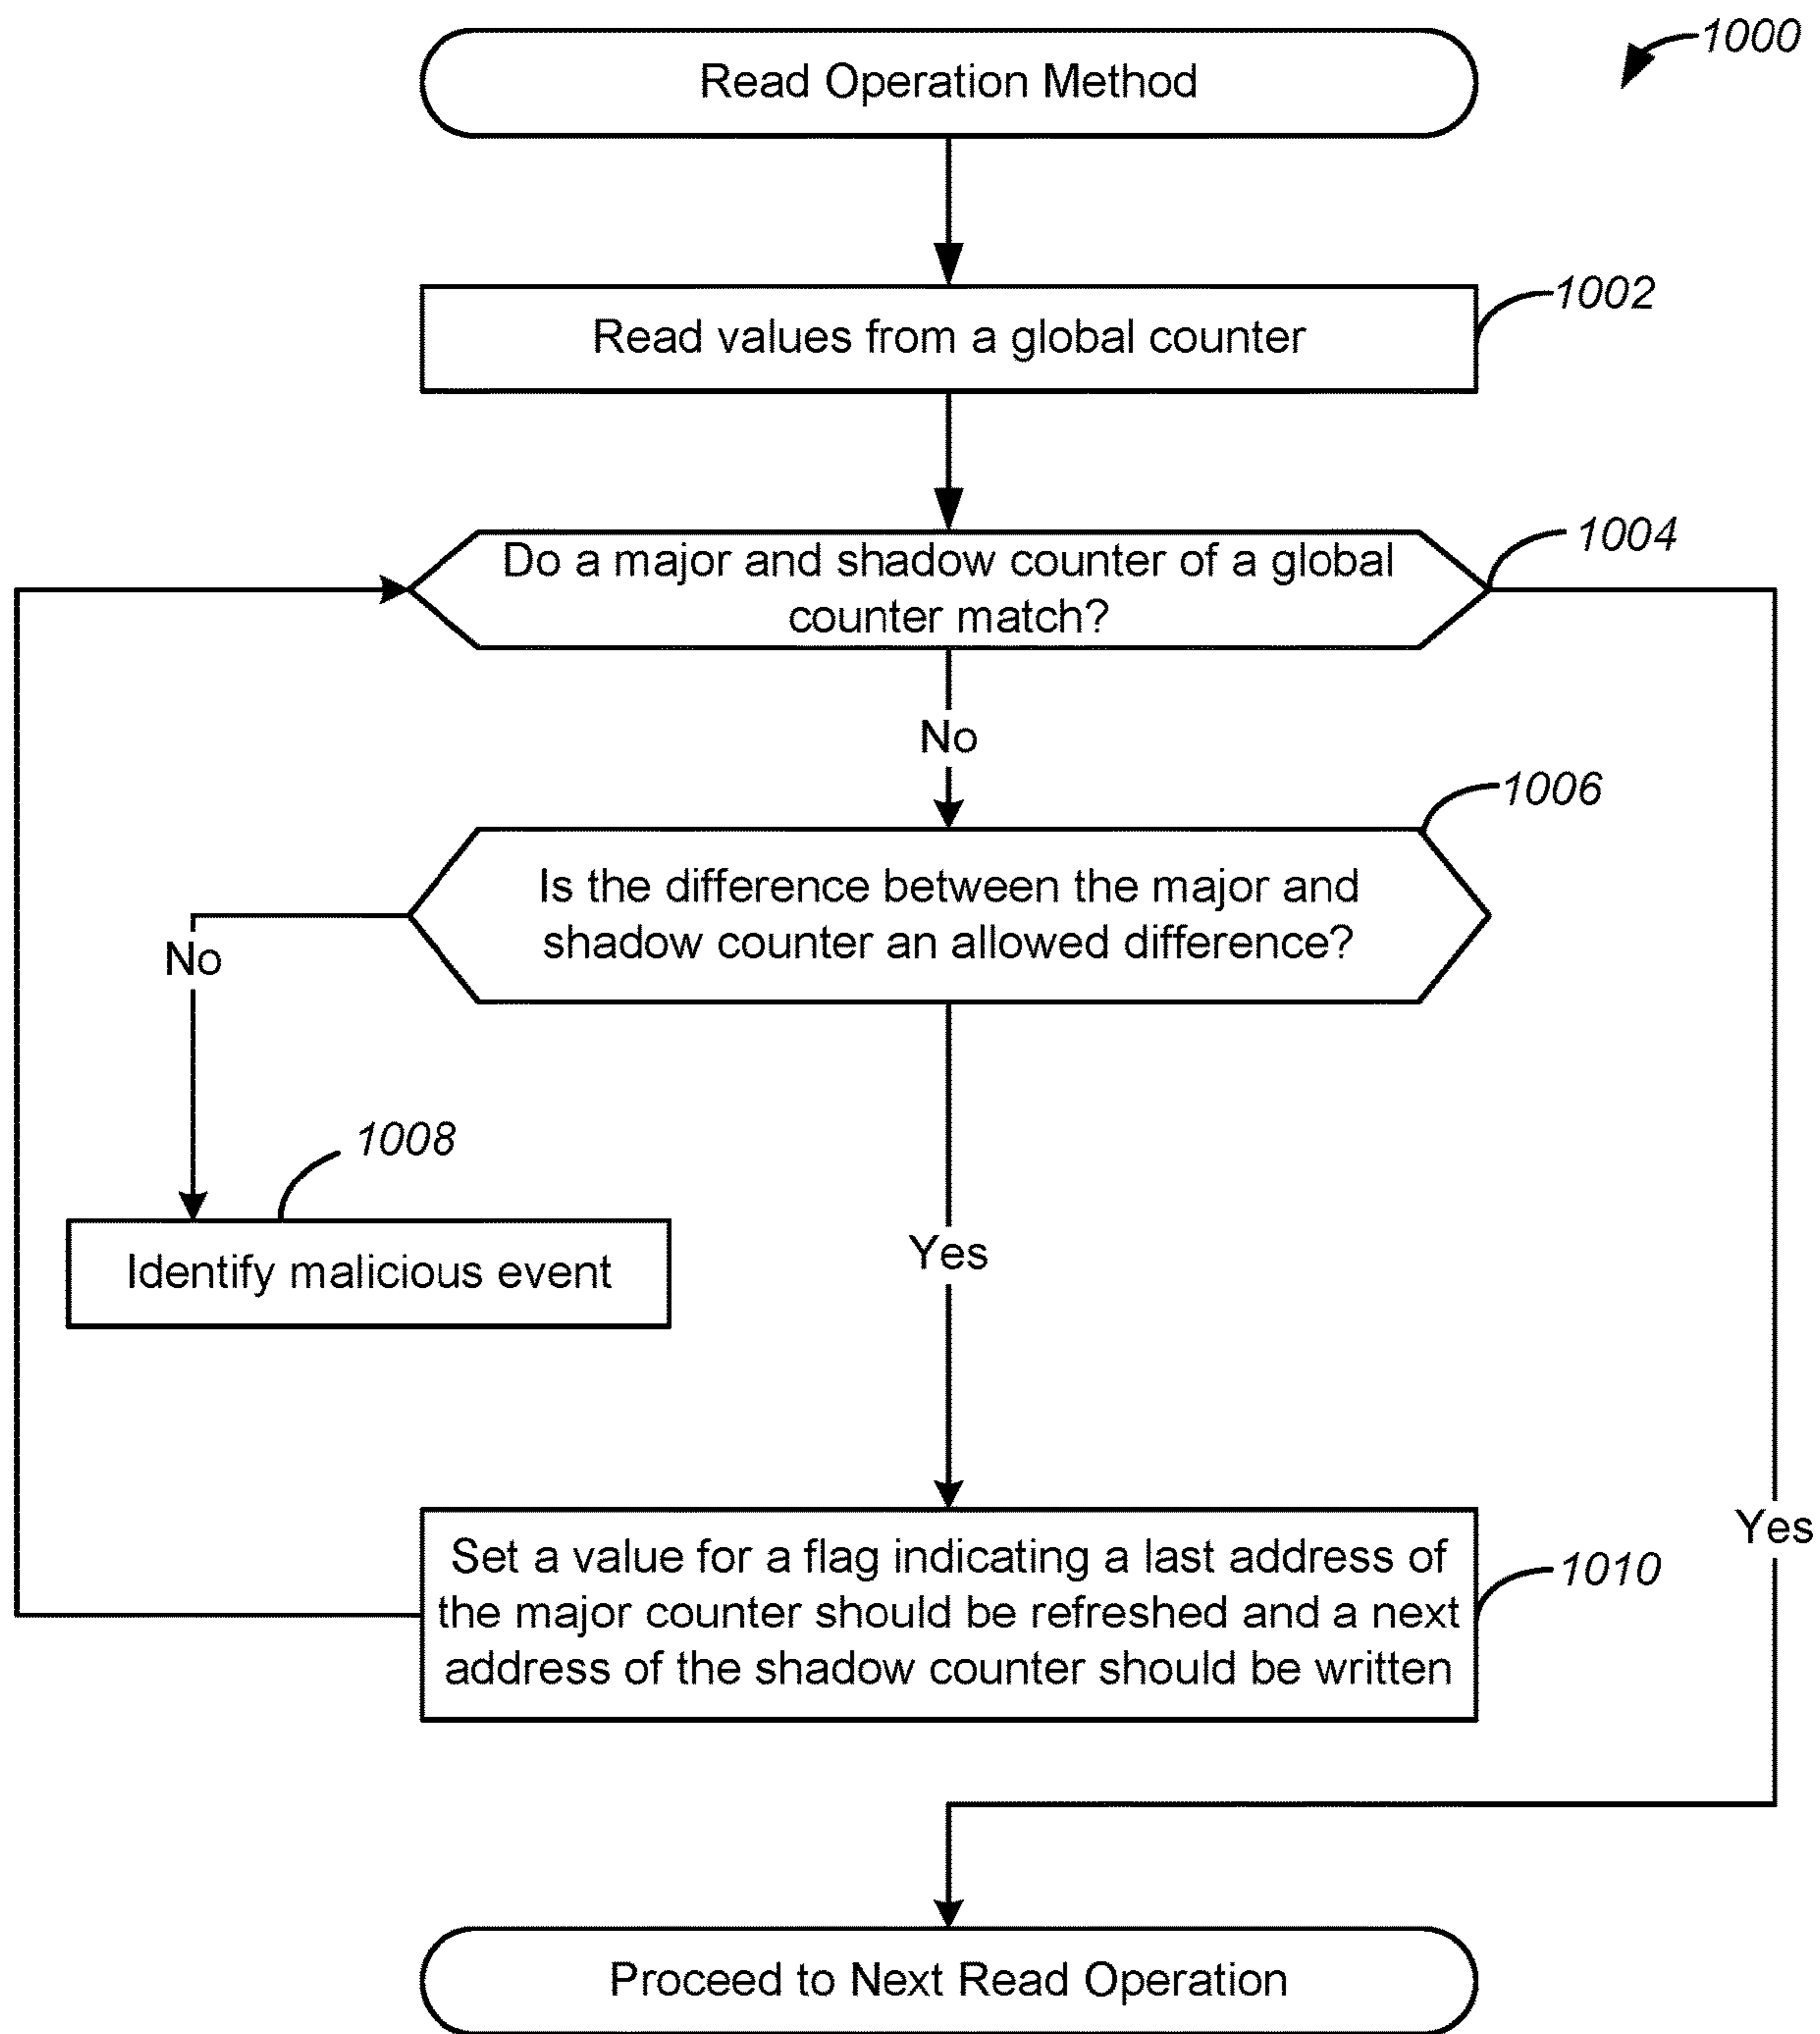 1000
Read Operation Method
1002
Read values from a global counter
1004
Do a major and shadow counter of a global
counter match?
No
1006
Is the difference between the major and
shadow counter an allowed difference?
No
1008
Identify malicious event
Yes
Set a value for a flag indicating a last address of
the major counter should be refreshed and a next
address of the shadow counter should be written
1010
Yes
Proceed to Next Read Operation